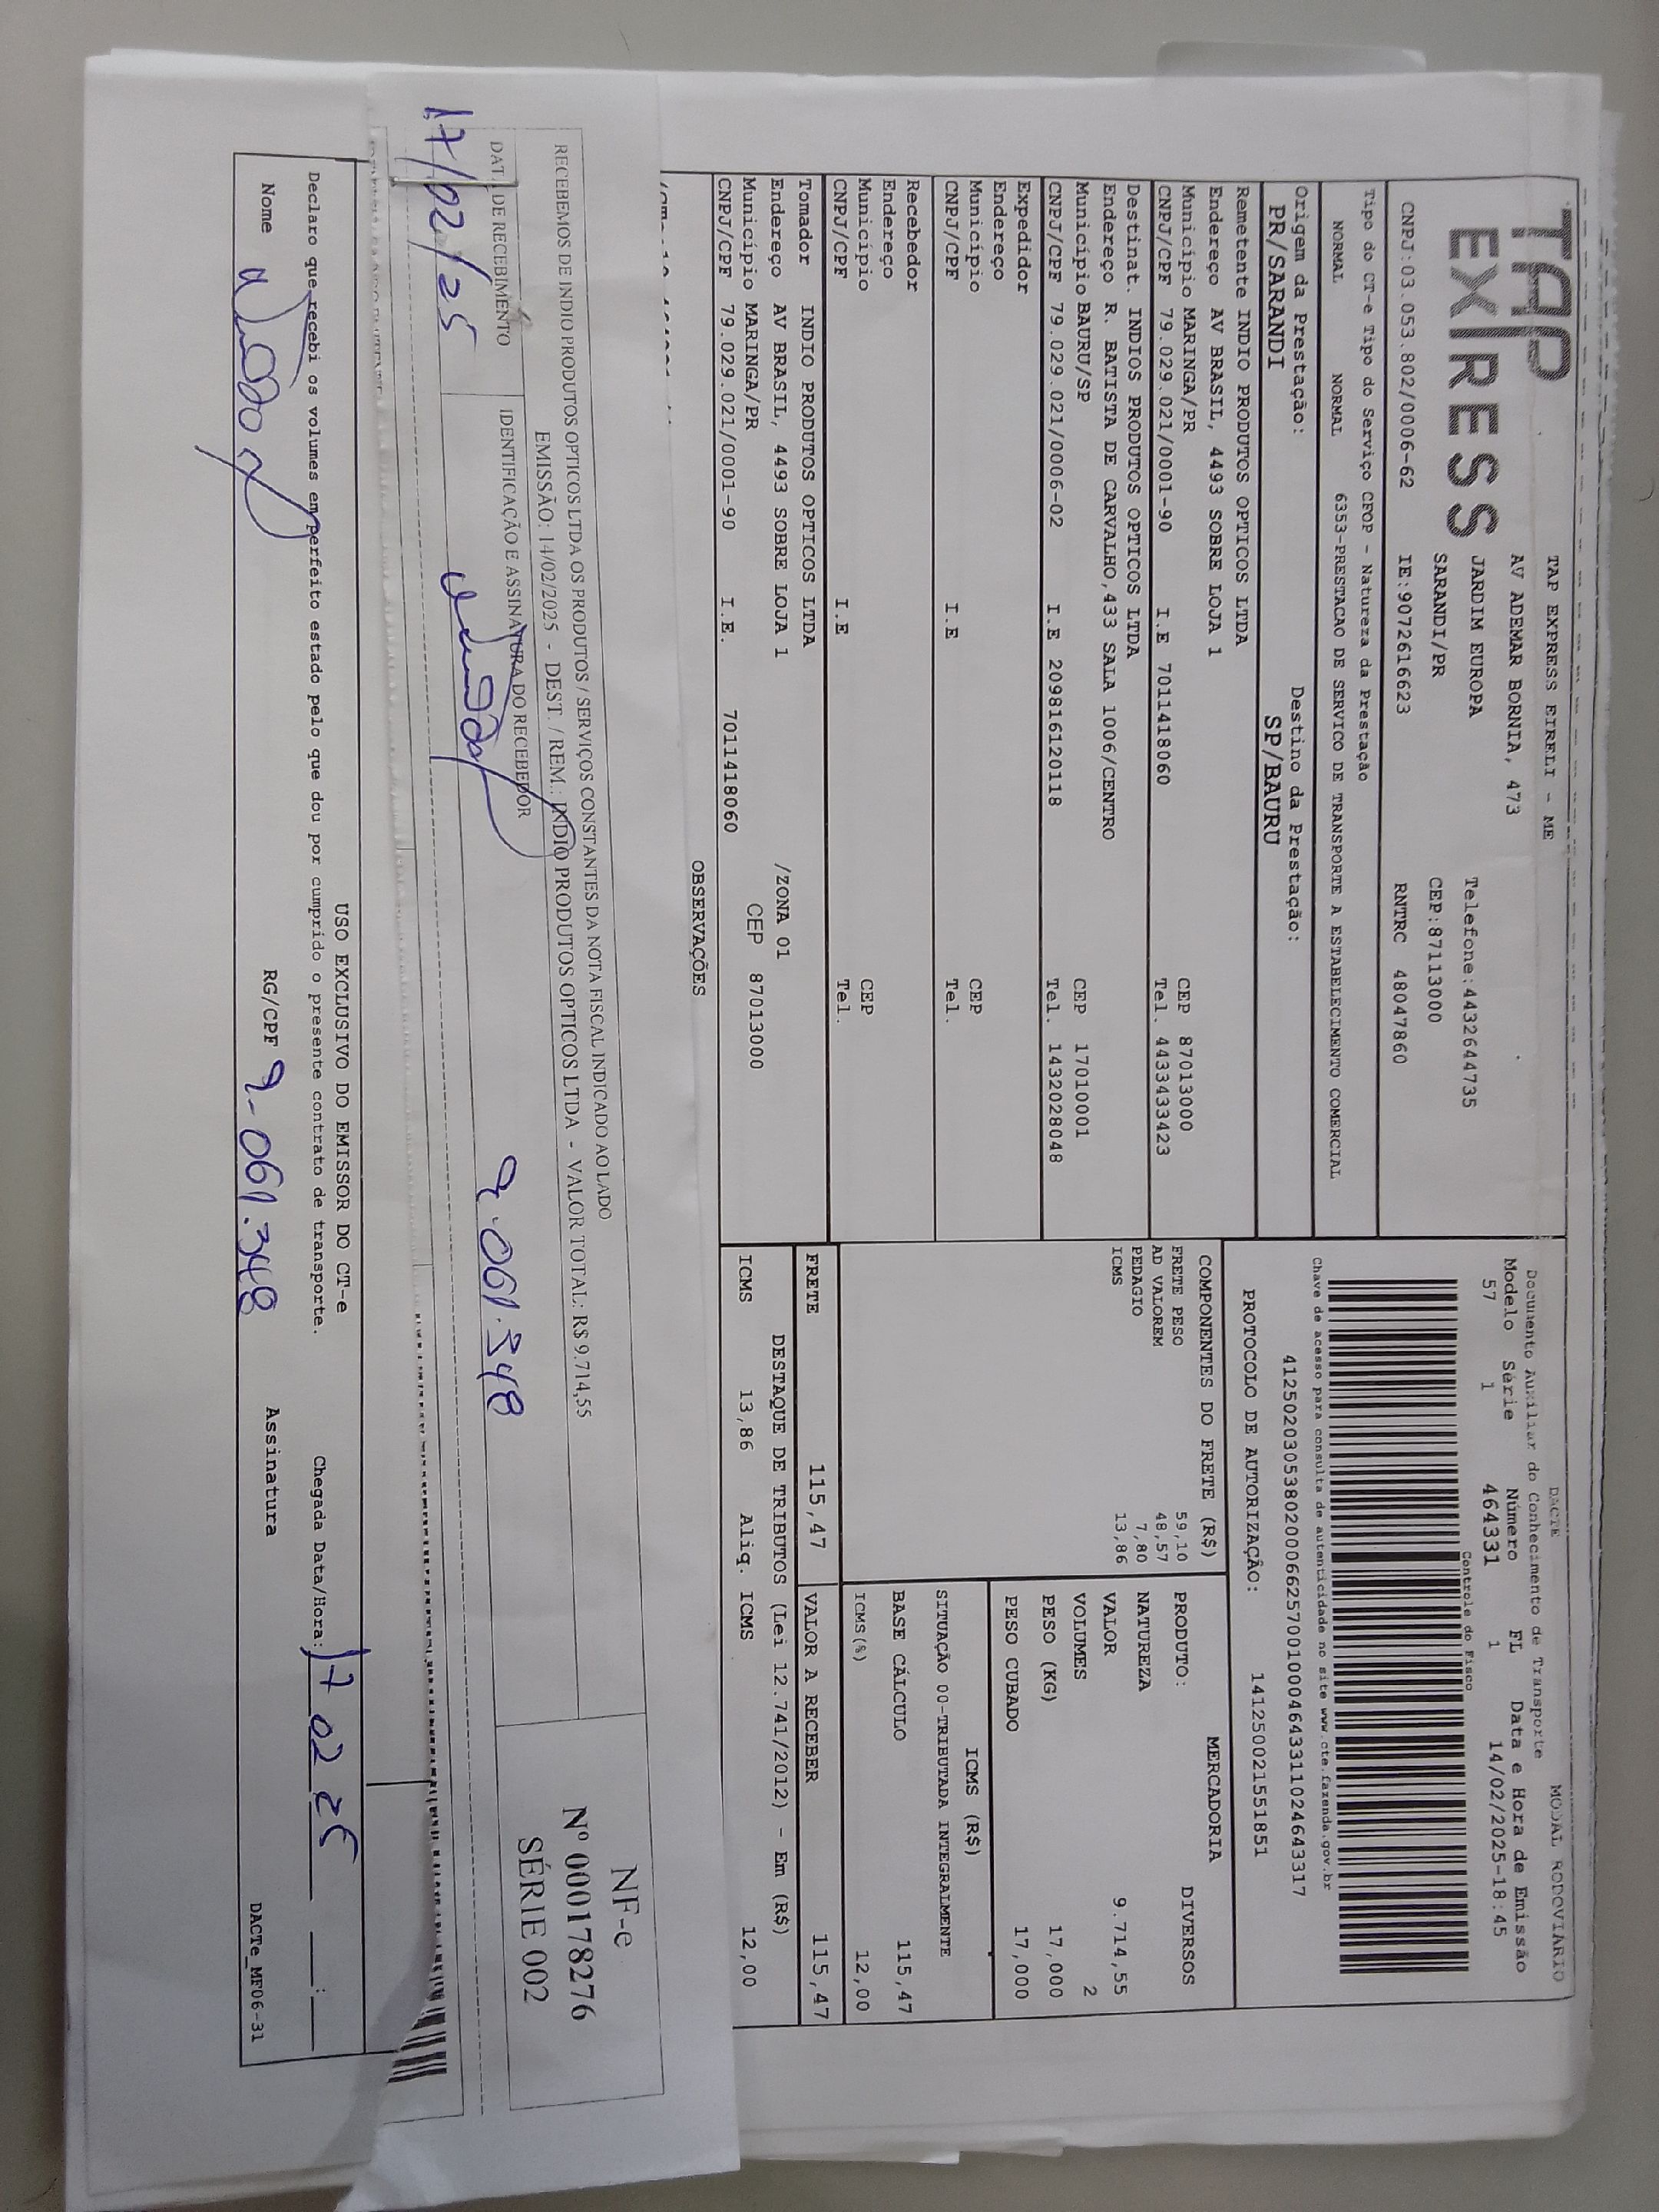 TAP
EXPRESS
TAP EXPRESS EIRELI - ME
AV ADEMAR BORNIA, 473
JARDIM EUROPA
SARANDI/PR
Telefone:4432644735
CEP:87113000
CNPJ:03.053.802/0006-62 IE:9072616623 RNTRC 48047860
Tipo do CT-e Tipo do Serviço CFOP - Natureza da Prestação
NORMAL NORMAL 6353-PRESTACAO DE SERVICO DE TRANSPORTE A ESTABELECIMENTO COMERCIAL
Origem da Prestação: Destino da Prestação:
PR/SARANDI SP/BAURU
Remetente INDIO PRODUTOS OPTICOS LTDA
Endereço AV BRASIL, 4493 SOBRE LOJA 1
Município MARINGA/PR CEP 87013000
CNPJ/CPF 79.029.021/0001-90 I.E 7011418060 Tel. 4433433423
Destinat. INDIOS PRODUTOS OPTICOS LTDA
Endereço R. BATISTA DE CARVALHO,433 SALA 1006/CENTRO
Município BAURU/SP CEP 17010001
CNPJ/CPF 79.029.021/0006-02 I.E 209816120118 Tel. 1432028048
Expedidor
Endereço
Município CEP
CNPJ/CPF I.E Tel.
Recebedor
Endereço
Município CEP
CNPJ/CPF I.E Tel.
Tomador INDIO PRODUTOS OPTICOS LTDA
Endereço AV BRASIL, 4493 SOBRE LOJA 1 /ZONA 01
Município MARINGA/PR CEP 87013000
CNPJ/CPF 79.029.021/0001-90 I.E. 7011418060
OBSERVAÇÕES
DACTE MODAL RODOVIÁRIO
Documento Auxiliar do Conhecimento de Transporte
Modelo Série Número FL Data e Hora de Emissão
57 1 464331 1 14/02/2025-18:45
Controle do Fisco
Chave de acesso para consulta de autenticidade no site www.cte.fazenda.gov.br
41250203053802000662570010004643311024643317
PROTOCOLO DE AUTORIZAÇÃO: 141250021551851
COMPONENTES DO FRETE (R$)
FRETE PESO 59,10
AD VALOREM 48,57
PEDAGIO 7,80
ICMS 13,86
MERCADORIA
PRODUTO: DIVERSOS
NATUREZA
VALOR 9.714,55
VOLUMES 2
PESO (KG) 17,000
PESO CUBADO 17,000
ICMS (R$)
SITUAÇÃO 00-TRIBUTADA INTEGRALMENTE
BASE CÁLCULO 115,47
ICMS(%) 12,00
FRETE 115,47 VALOR A RECEBER 115,47
DESTAQUE DE TRIBUTOS (Lei 12.741/2012) - Em (R$)
ICMS 13,86 Aliq. ICMS 12,00
RECEBEMOS DE INDIO PRODUTOS OPTICOS LTDA OS PRODUTOS / SERVIÇOS CONSTANTES DA NOTA FISCAL INDICADO AO LADO
EMISSÃO: 14/02/2025 - DEST. / REM.: INDIO PRODUTOS OPTICOS LTDA - VALOR TOTAL: R$ 9.714,55
DATA DE RECEBIMENTO IDENTIFICAÇÃO E ASSINATURA DO RECEBEDOR
17/02/25 9.061.348
NF-e
Nº 000178276
SÉRIE 002
USO EXCLUSIVO DO EMISSOR DO CT-e
Declaro que recebi os volumes em perfeito estado pelo que dou por cumprido o presente contrato de transporte. Chegada Data/Hora: 17 02 25 :
Nome RG/CPF 9-061.348 Assinatura
DACTe_MF06-31